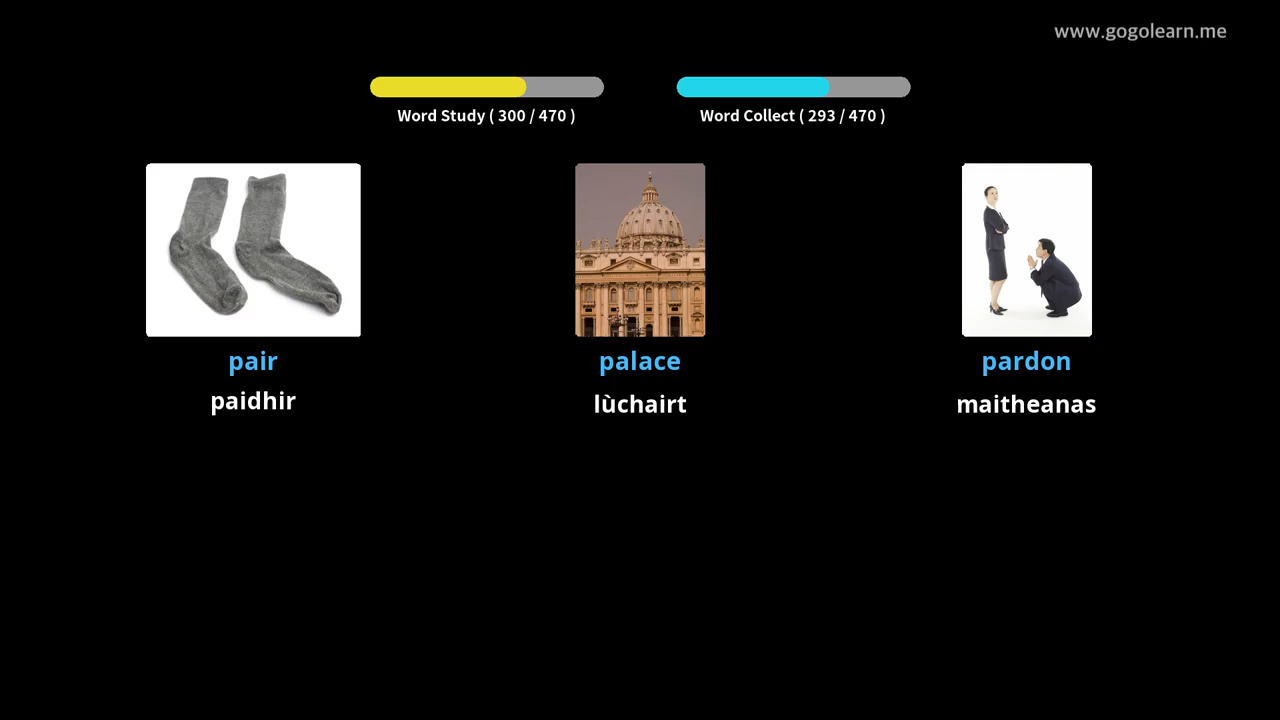 www.gogolearn.me
Word Study ( 300 / 470 )
Word Collect ( 293 / 470 )
pair
paidhir
palace
lùchairt
pardon
maitheanas